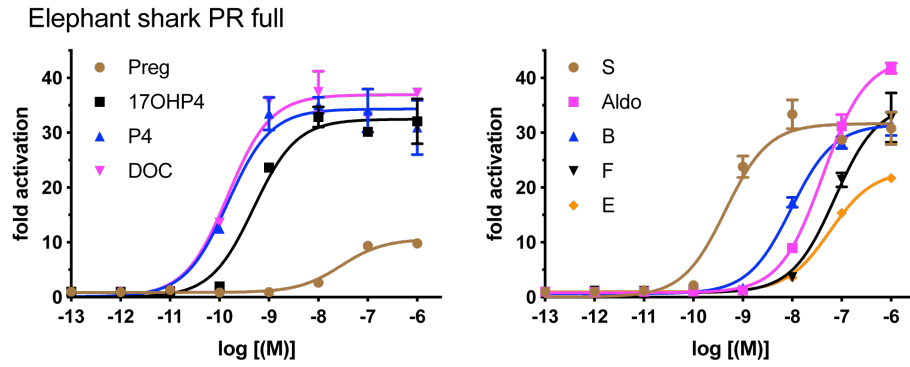 Elephant shark PR full
fold activation
40
30
20
10
0
Preg
17OHP4
P4
DOC
-13 -12 -11 -10 -9 -8 -7 -6
log [(M)]
fold activation
40
30
20
10
0
S
Aldo
B
F
E
-13 -12 -11 -10 -9 -8 -7 -6
log [(M)]